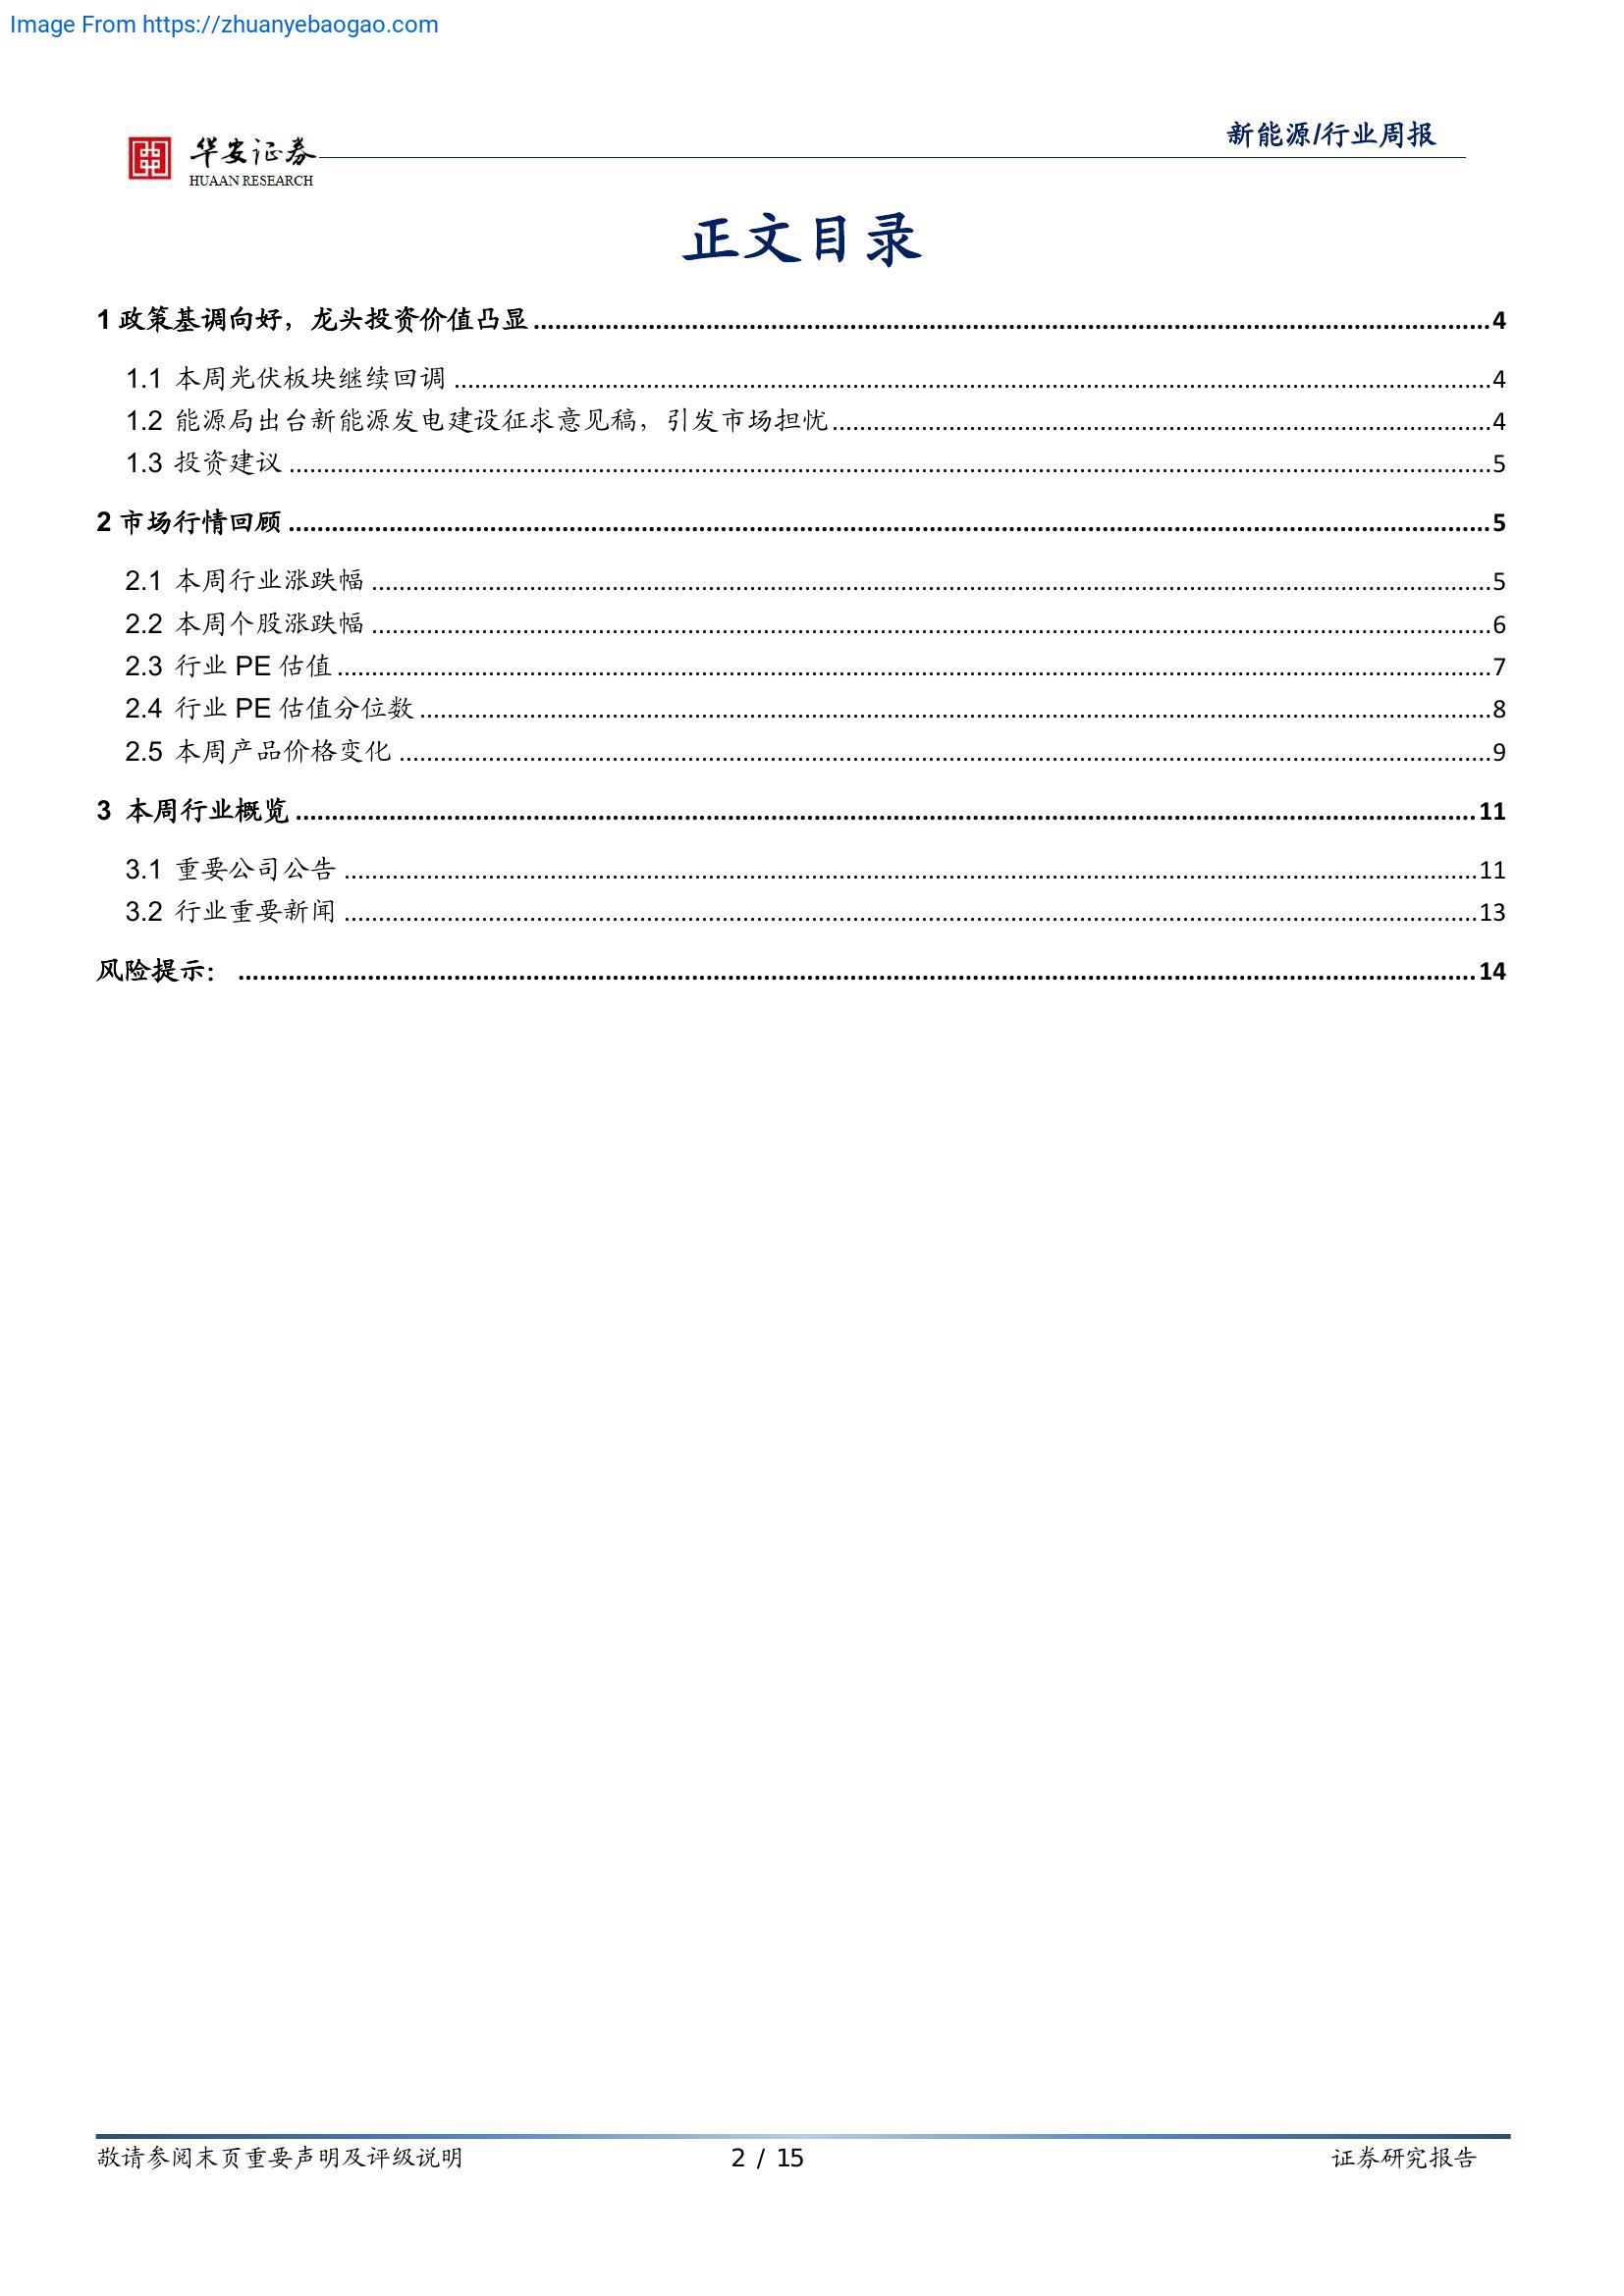 Image From https://zhuanyebaogao.com
新能源/行业周报
华安证券
HUAAN RESEARCH
正文目录
1 政策基调向好，龙头投资价值凸显 4
1.1 本周光伏板块继续回调 4
1.2 能源局出台新能源发电建设征求意见稿，引发市场担忧 4
1.3 投资建议 5
2 市场行情回顾 5
2.1 本周行业涨跌幅 5
2.2 本周个股涨跌幅 6
2.3 行业 PE 估值 7
2.4 行业 PE 估值分位数 8
2.5 本周产品价格变化 9
3 本周行业概览 11
3.1 重要公司公告 11
3.2 行业重要新闻 13
风险提示： 14
敬请参阅末页重要声明及评级说明 2 / 15 证券研究报告